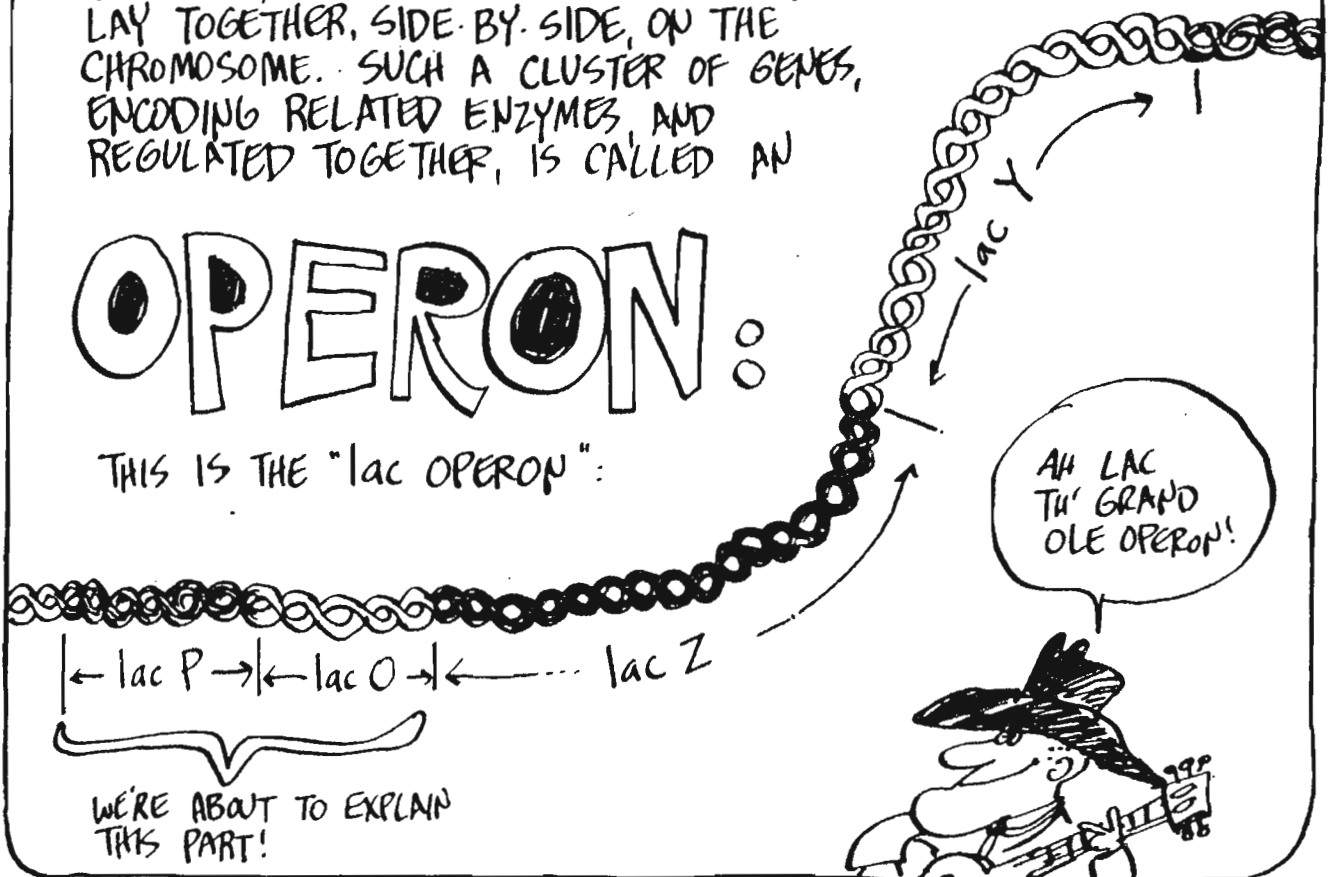 LAY TOGETHER, SIDE-BY-SIDE, ON THE
CHROMOSOME. SUCH A CLUSTER OF GENES,
ENCODING RELATED ENZYMES, AND
REGULATED TOGETHER, IS CALLED AN
OPERON:
THIS IS THE "lac OPERON":
lac Y
AH LAC
TH' GRAND
OLE OPERON!
lac P
lac O
lac Z
WE'RE ABOUT TO EXPLAIN
THIS PART!